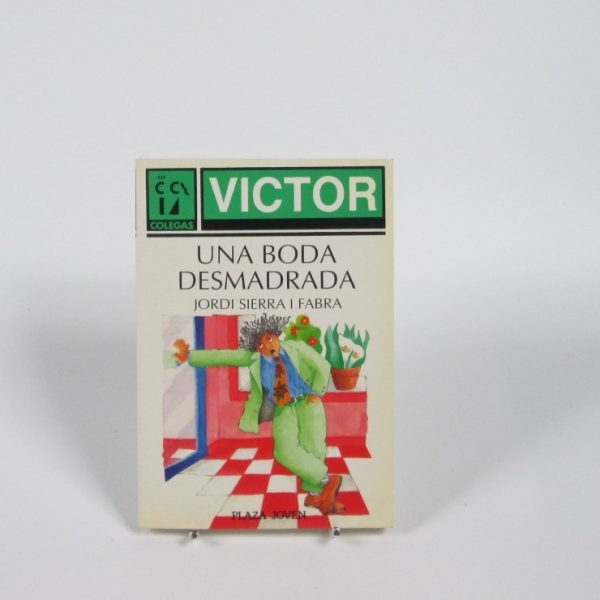 VICTOR
COLEGAS
UNA BODA
DESMADRADA
JORDI SIERRA I FABRA
PLAZA JOVEN